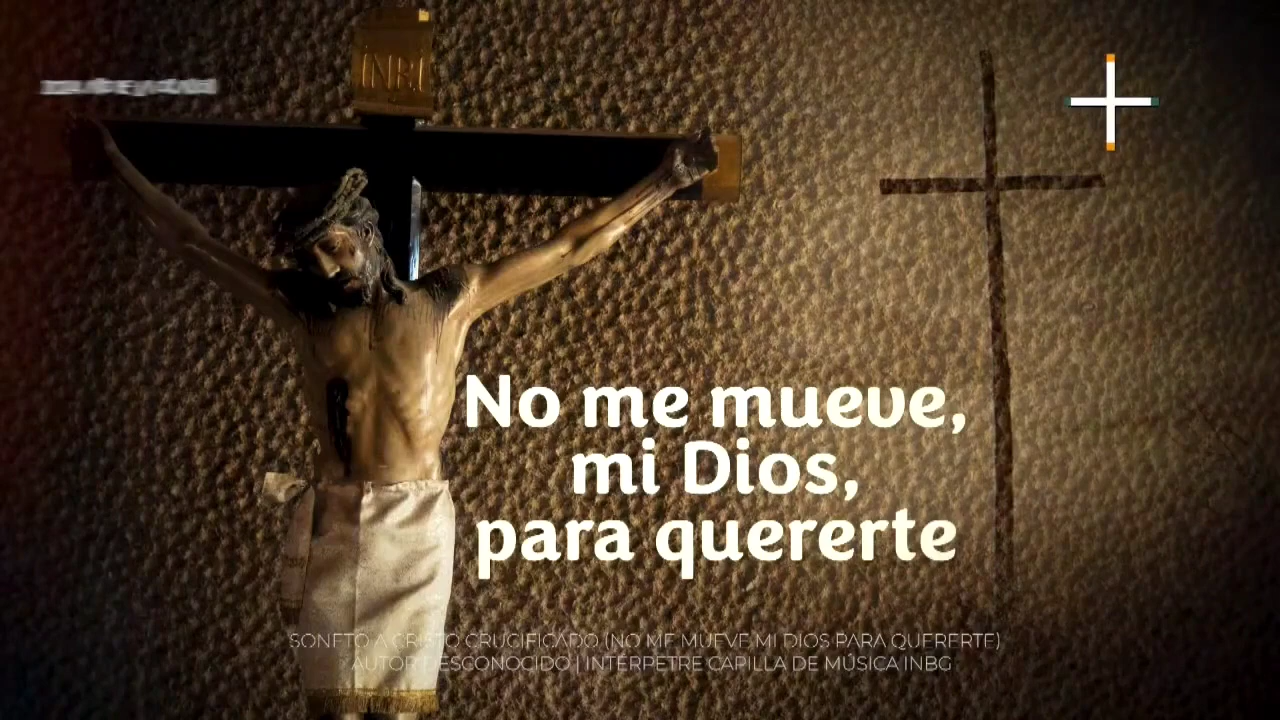 INRI
No me mueve,
mi Dios,
para quererte
SONETO A CRISTO CRUCIFICADO (NO ME MUEVE MI DIOS PARA QUERERTE)
AUTOR DESCONOCIDO | INTÉRPETRE CAPILLA DE MÚSICA INBG